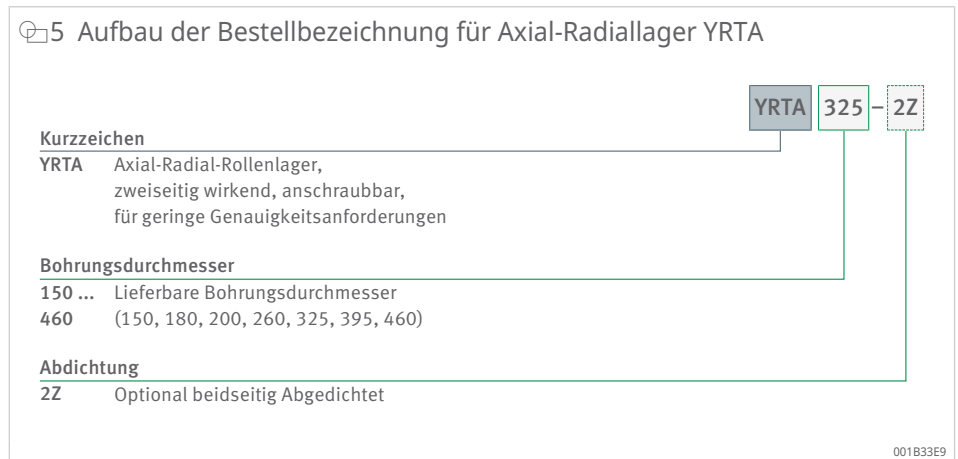 5 Aufbau der Bestellbezeichnung für Axial-Radiallager YRTA
YRTA 325 – 2Z
Kurzzeichen
YRTA Axial-Radial-Rollenlager,
zweiseitig wirkend, anschraubbar,
für geringe Genauigkeitsanforderungen
Bohrungsdurchmesser
150 ... Lieferbare Bohrungsdurchmesser
460 (150, 180, 200, 260, 325, 395, 460)
Abdichtung
2Z Optional beidseitig Abgedichtet
001B33E9